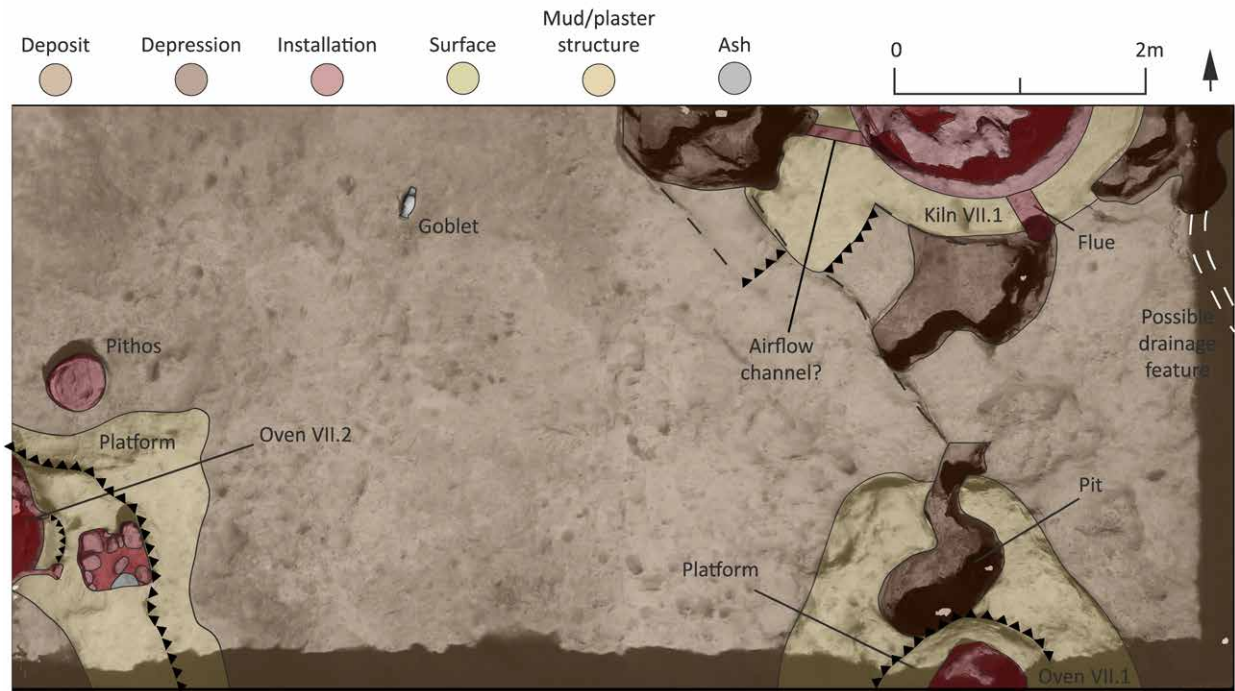 Deposit
Depression
Installation
Surface
Mud/plaster
structure
Ash
0
2m
Goblet
Kiln VII.1
Flue
Airflow
channel?
Possible
drainage
feature
Pithos
Platform
Oven VII.2
Pit
Platform
Oven VII.1